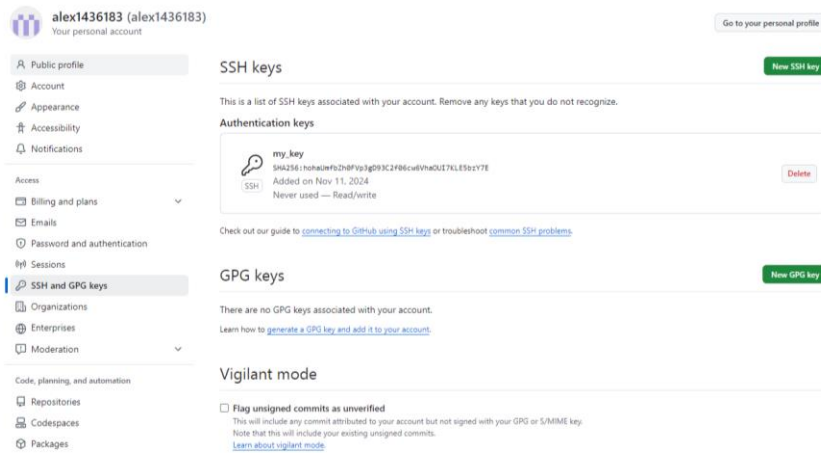 alex1436183 (alex1436183)
Your personal account
Go to your personal profile
Public profile
Account
Appearance
Accessibility
Notifications
Access
Billing and plans
Emails
Password and authentication
Sessions
SSH and GPG keys
Organizations
Enterprises
Moderation
Code, planning, and automation
Repositories
Codespaces
Packages
SSH keys
New SSH key
This is a list of SSH keys associated with your account. Remove any keys that you do not recognize.
Authentication keys
my_key
Added on Nov 11, 2024
Never used — Read/write
SSH
Delete
Check out our guide to connecting to GitHub using SSH keys or troubleshoot common SSH problems.
GPG keys
New GPG key
There are no GPG keys associated with your account.
Learn how to generate a GPG key and add it to your account.
Vigilant mode
Flag unsigned commits as unverified
This will include any commit attributed to your account but not signed with your GPG or S/MIME key.
Note that this will include your existing unsigned commits.
Learn about vigilant mode.